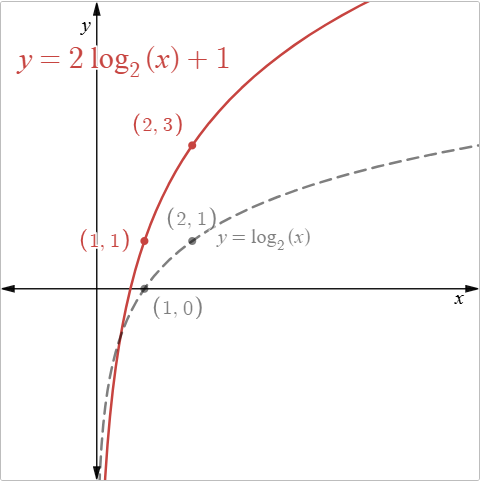 y
y = 2 log₂ (x) + 1
(2, 3)
(2, 1)
(1, 1)
y = log₂ (x)
x
(1, 0)